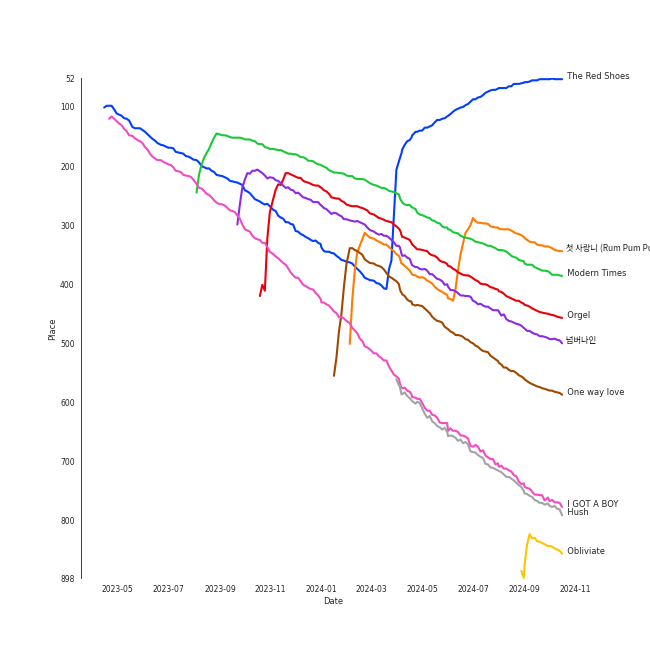 52
The Red Shoes
100
200
300
첫 사랑니 (Rum Pum Pu
Modern Times
400
Orgel
넘버나인
500
One way love
600
700
I GOT A BOY
Hush
800
Obliviate
898
Place
2023-05 2023-07 2023-09 2023-11 2024-01 2024-03 2024-05 2024-07 2024-09 2024-11
Date